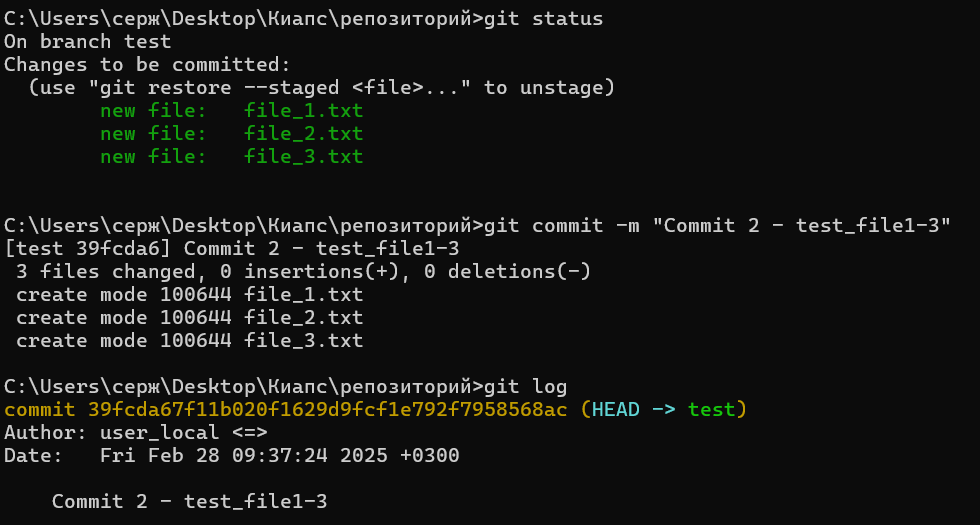 C:\Users\серж\Desktop\Киапс\репозиторий>git status
On branch test
Changes to be committed:
  (use "git restore --staged <file>..." to unstage)
        new file:   file_1.txt
        new file:   file_2.txt
        new file:   file_3.txt
C:\Users\серж\Desktop\Киапс\репозиторий>git commit -m "Commit 2 - test_file1-3"
[test 39fcda6] Commit 2 - test_file1-3
 3 files changed, 0 insertions(+), 0 deletions(-)
 create mode 100644 file_1.txt
 create mode 100644 file_2.txt
 create mode 100644 file_3.txt
C:\Users\серж\Desktop\Киапс\репозиторий>git log
commit 39fcda67f11b020f1629d9fcf1e792f7958568ac (HEAD -> test)
Author: user_local <=>
Date:   Fri Feb 28 09:37:24 2025 +0300
    Commit 2 - test_file1-3